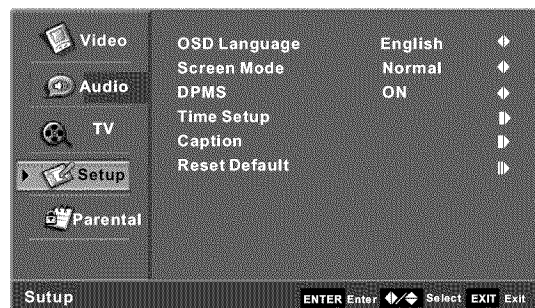 Video
Audio
TV
Setup
Parental
OSD Language English
Screen Mode Normal
DPMS ON
Time Setup
Caption
Reset Default
Sutup ENTER Enter Select EXIT Exit